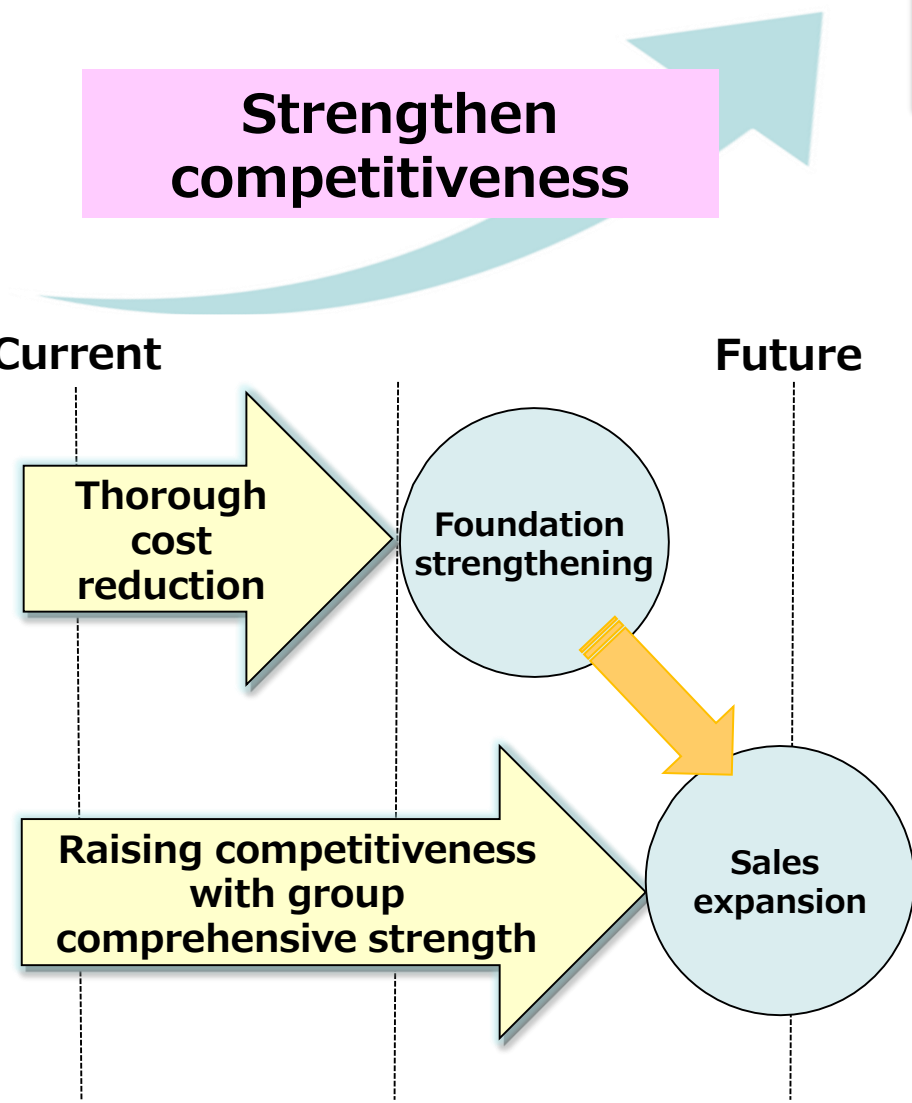 Strengthen
competitiveness
Current
Future
Thorough
cost
reduction
Foundation
strengthening
Raising competitiveness
with group
comprehensive strength
Sales
expansion